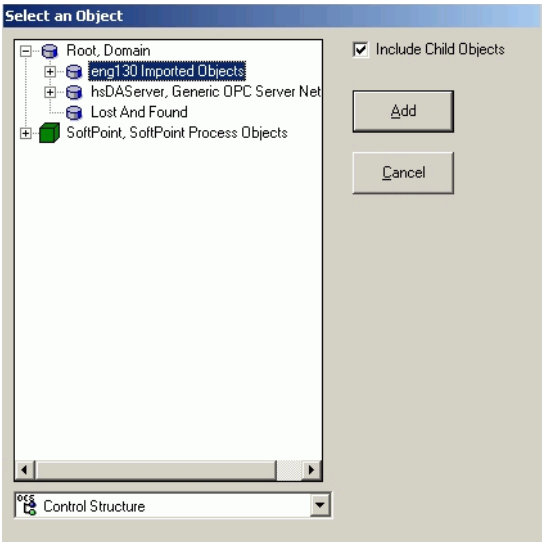 Select an Object
Root, Domain
Include Child Objects
eng130 Imported Objects
hsDAServer, Generic OPC Server Net
Lost And Found
Add
SoftPoint, SoftPoint Process Objects
Cancel
ocs Control Structure